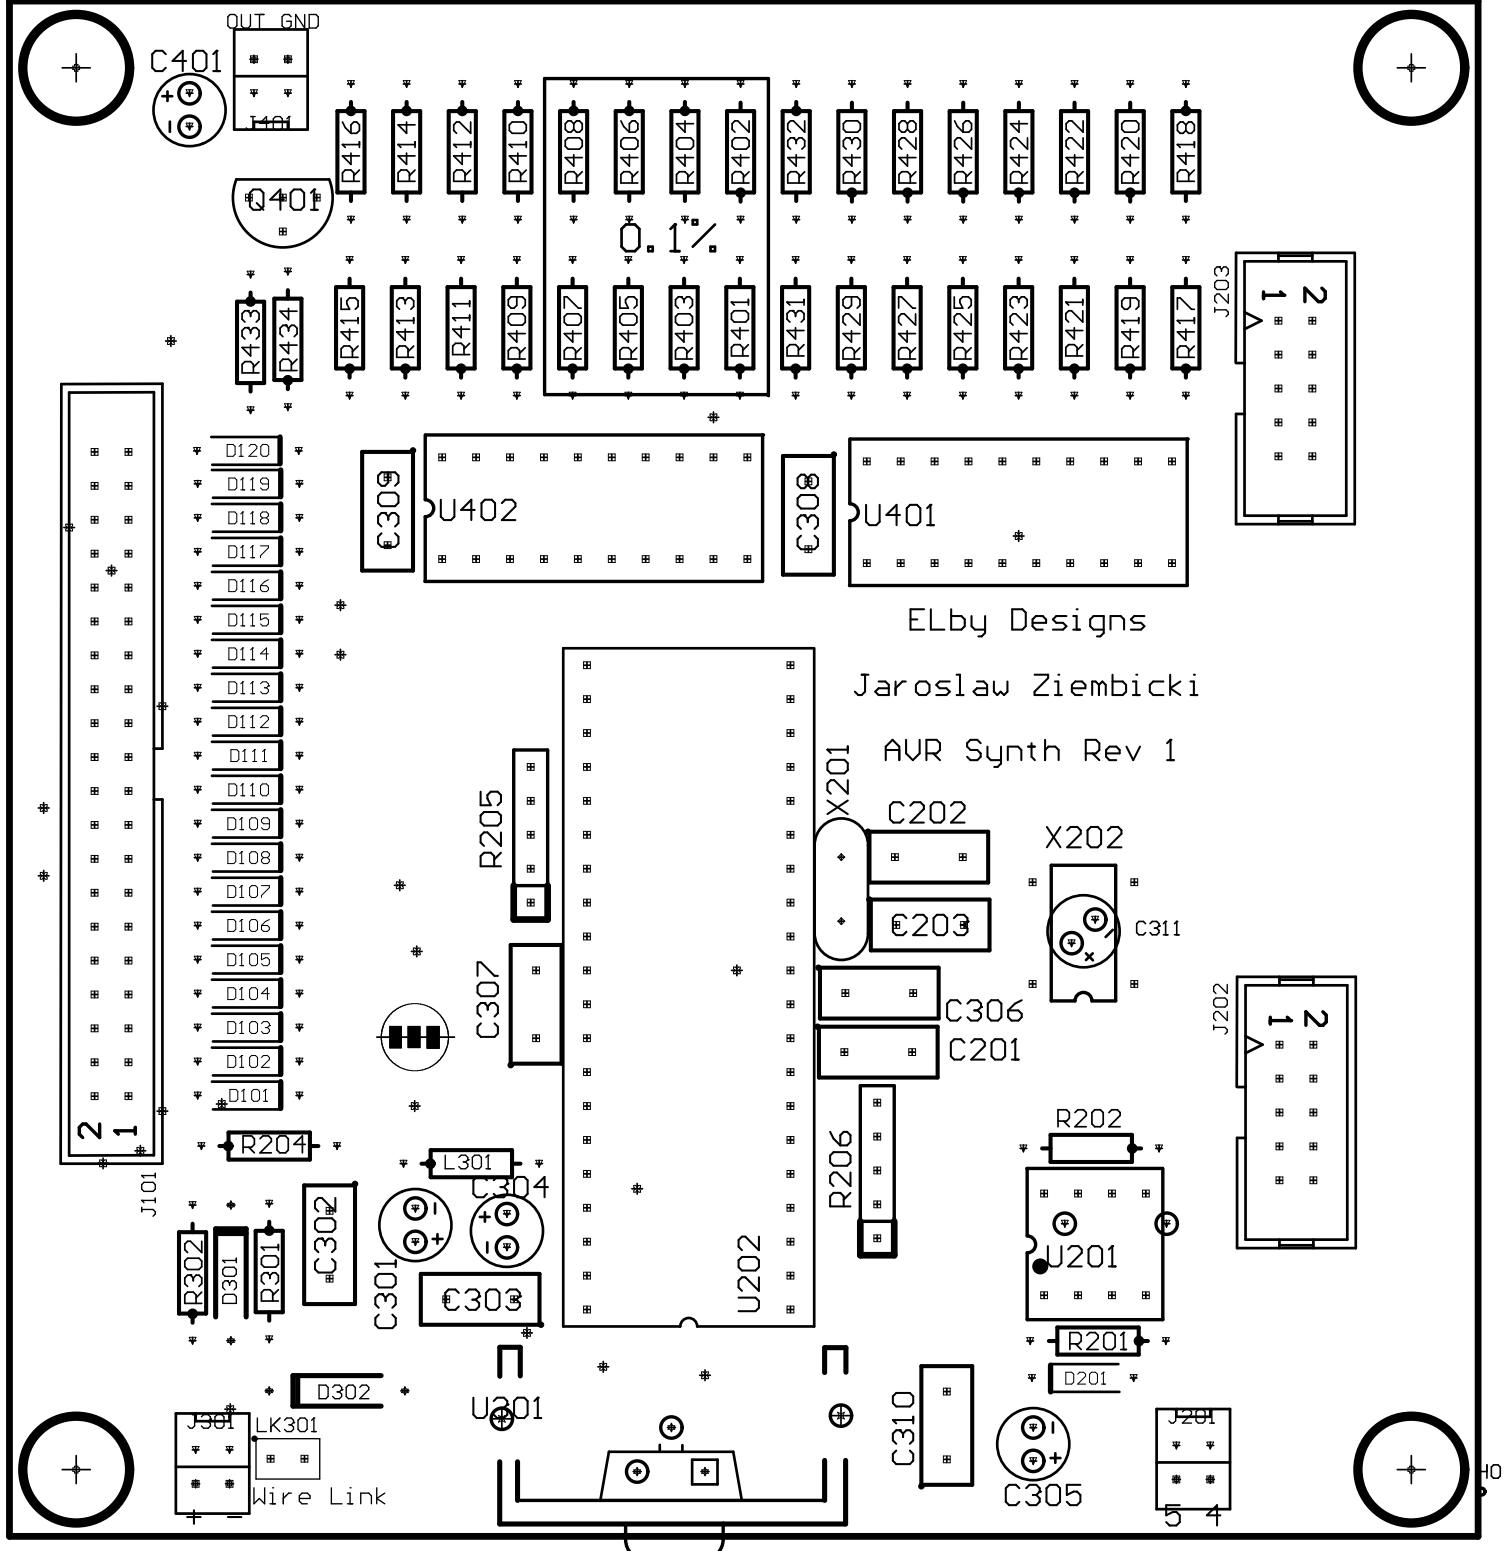 OUT GND
C401
J401
R416 R414 R412 R410 R408 R406 R404 R402 R432 R430 R428 R426 R424 R422 R420 R418
Q401
0.1%
R433 R434 R415 R413 R411 R409 R407 R405 R403 R401 R431 R429 R427 R425 R423 R421 R419 R417
J203
1 2
D120
D119
D118
D117
D116
D115
D114
D113
D112
D111
D110
D109
D108
D107
D106
D105
D104
D103
D102
D101
C309
U402
C308
U401
ELby Designs
Jaroslaw Ziembicki
AVR Synth Rev 1
X201
R205
C202
X202
C203
C311
C307
C306
C201
J202
1 2
2 1
J101
R204
L301
C304
R206
R202
R302
D301
R301
C302
C301
C303
U202
U201
R201
D201
D302
U301
C310
J301
LK301
Wire Link
+ -
C305
J201
5 4